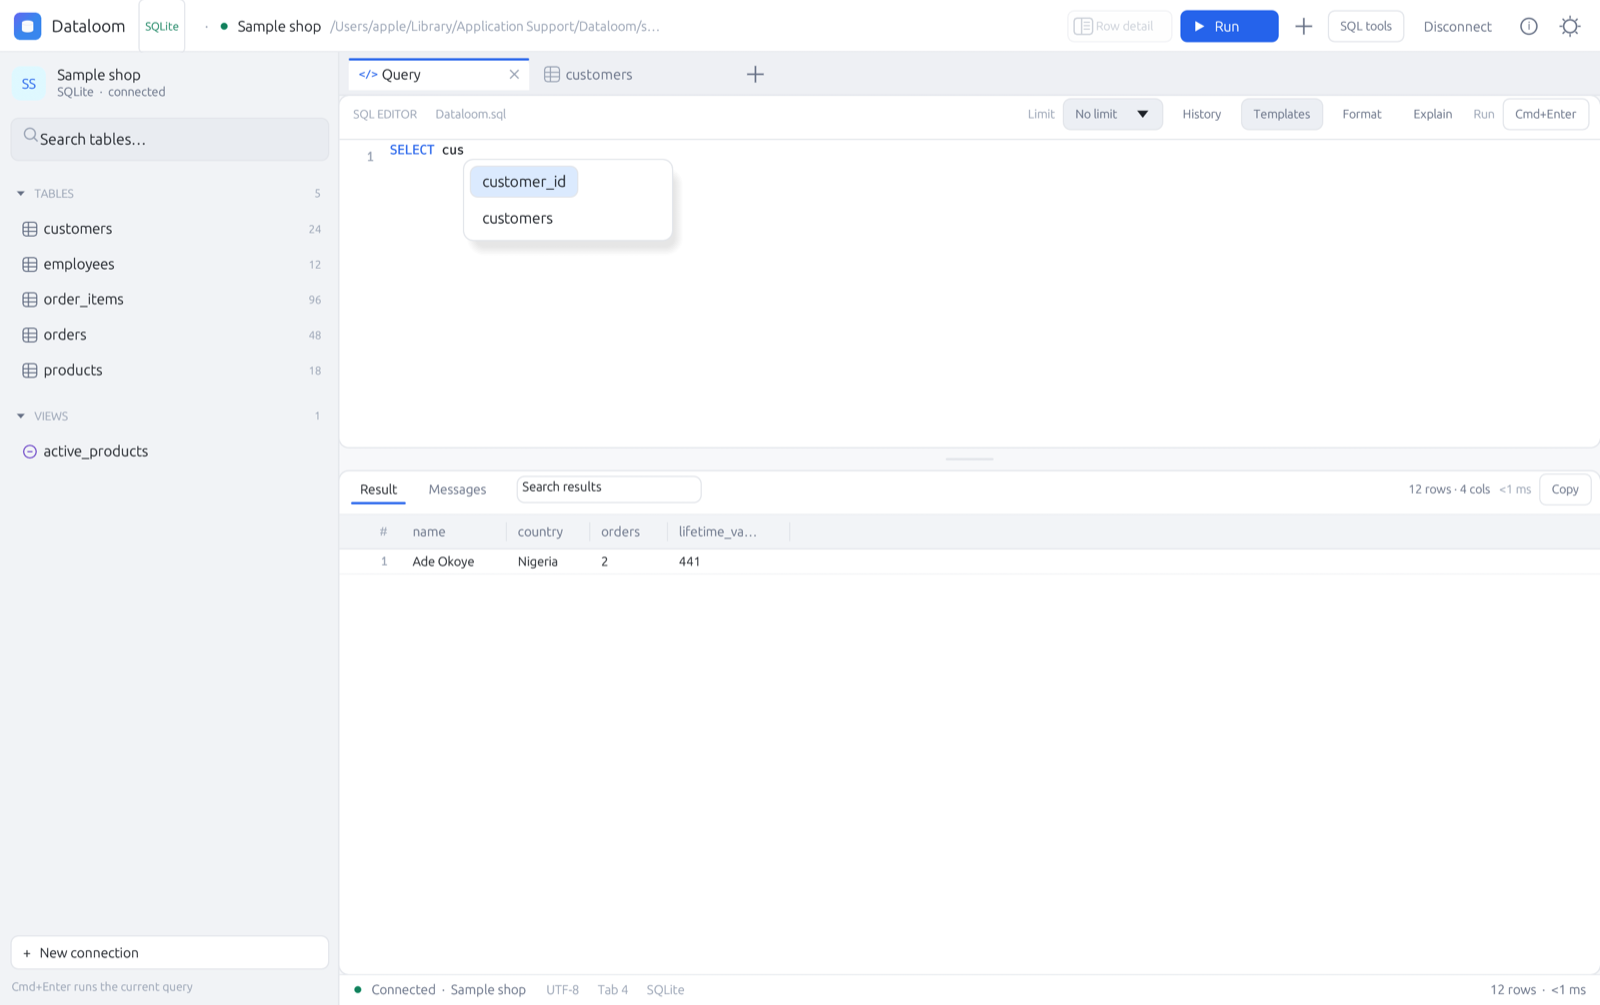 Dataloom SQLite · Sample shop /Users/apple/Library/Application Support/Dataloom/s… Row detail Run SQL tools Disconnect
SS Sample shop
SQLite · connected
Search tables…
TABLES 5
customers 24
employees 12
order_items 96
orders 48
products 18
VIEWS 1
active_products
+ New connection
Cmd+Enter runs the current query
</> Query customers
SQL EDITOR Dataloom.sql Limit No limit History Templates Format Explain Run Cmd+Enter
1 SELECT cus
customer_id
customers
Result Messages Search results 12 rows · 4 cols <1 ms Copy
# name country orders lifetime_va…
1 Ade Okoye Nigeria 2 441
Connected · Sample shop UTF-8 Tab 4 SQLite 12 rows · <1 ms